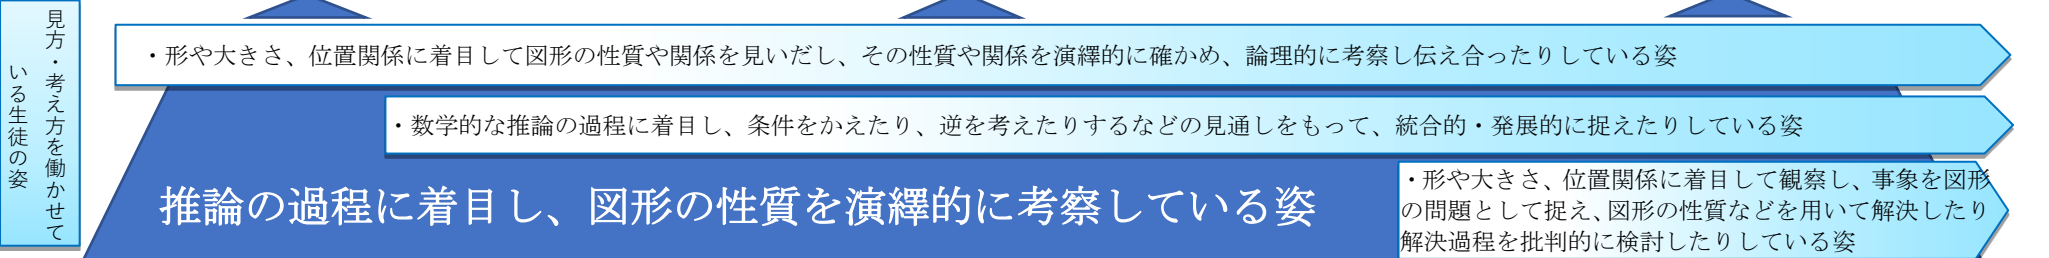 見方・考え方を働かせて
いる生徒の姿
・形や大きさ、位置関係に着目して図形の性質や関係を見いだし、その性質や関係を演繹的に確かめ、論理的に考察し伝え合ったりしている姿
・数学的な推論の過程に着目し、条件をかえたり、逆を考えたりするなどの見通しをもって、統合的・発展的に捉えたりしている姿
推論の過程に着目し、図形の性質を演繹的に考察している姿
・形や大きさ、位置関係に着目して観察し、事象を図形
の問題として捉え、図形の性質などを用いて解決したり
解決過程を批判的に検討したりしている姿